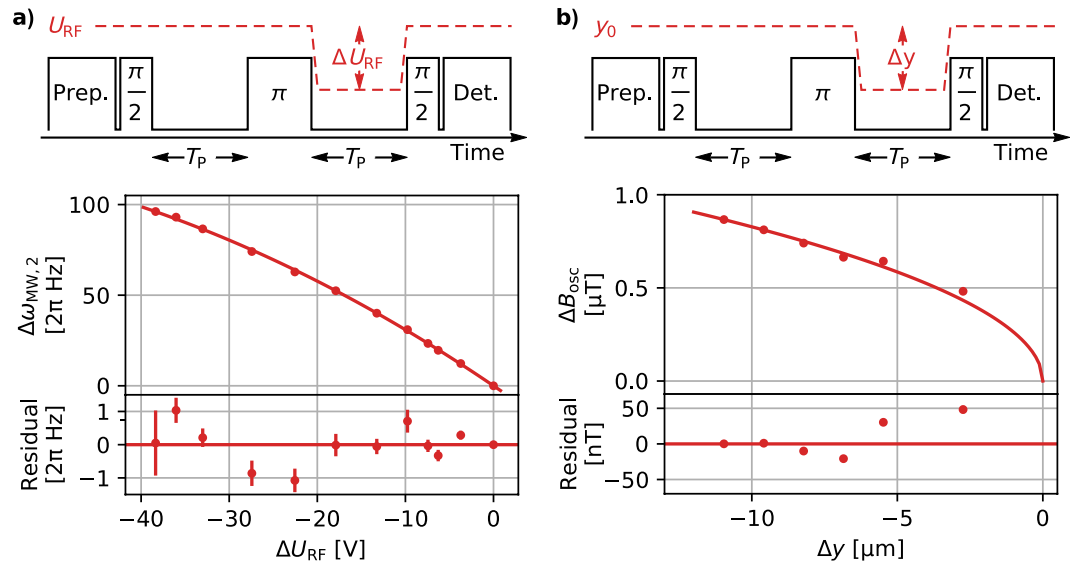 a)
U_RF
ΔU_RF
Prep.
π/2
π
π/2
Det.
T_P
T_P
Time
100
50
0
Δω_MW, 2
[2π Hz]
1
0
−1
Residual
[2π Hz]
−40 −30 −20 −10 0
ΔU_RF [V]
b)
y_0
Δy
Prep.
π/2
π
π/2
Det.
T_P
T_P
Time
1.0
0.5
0.0
ΔB_osc
[μT]
50
0
−50
Residual
[nT]
−10 −5 0
Δy [μm]